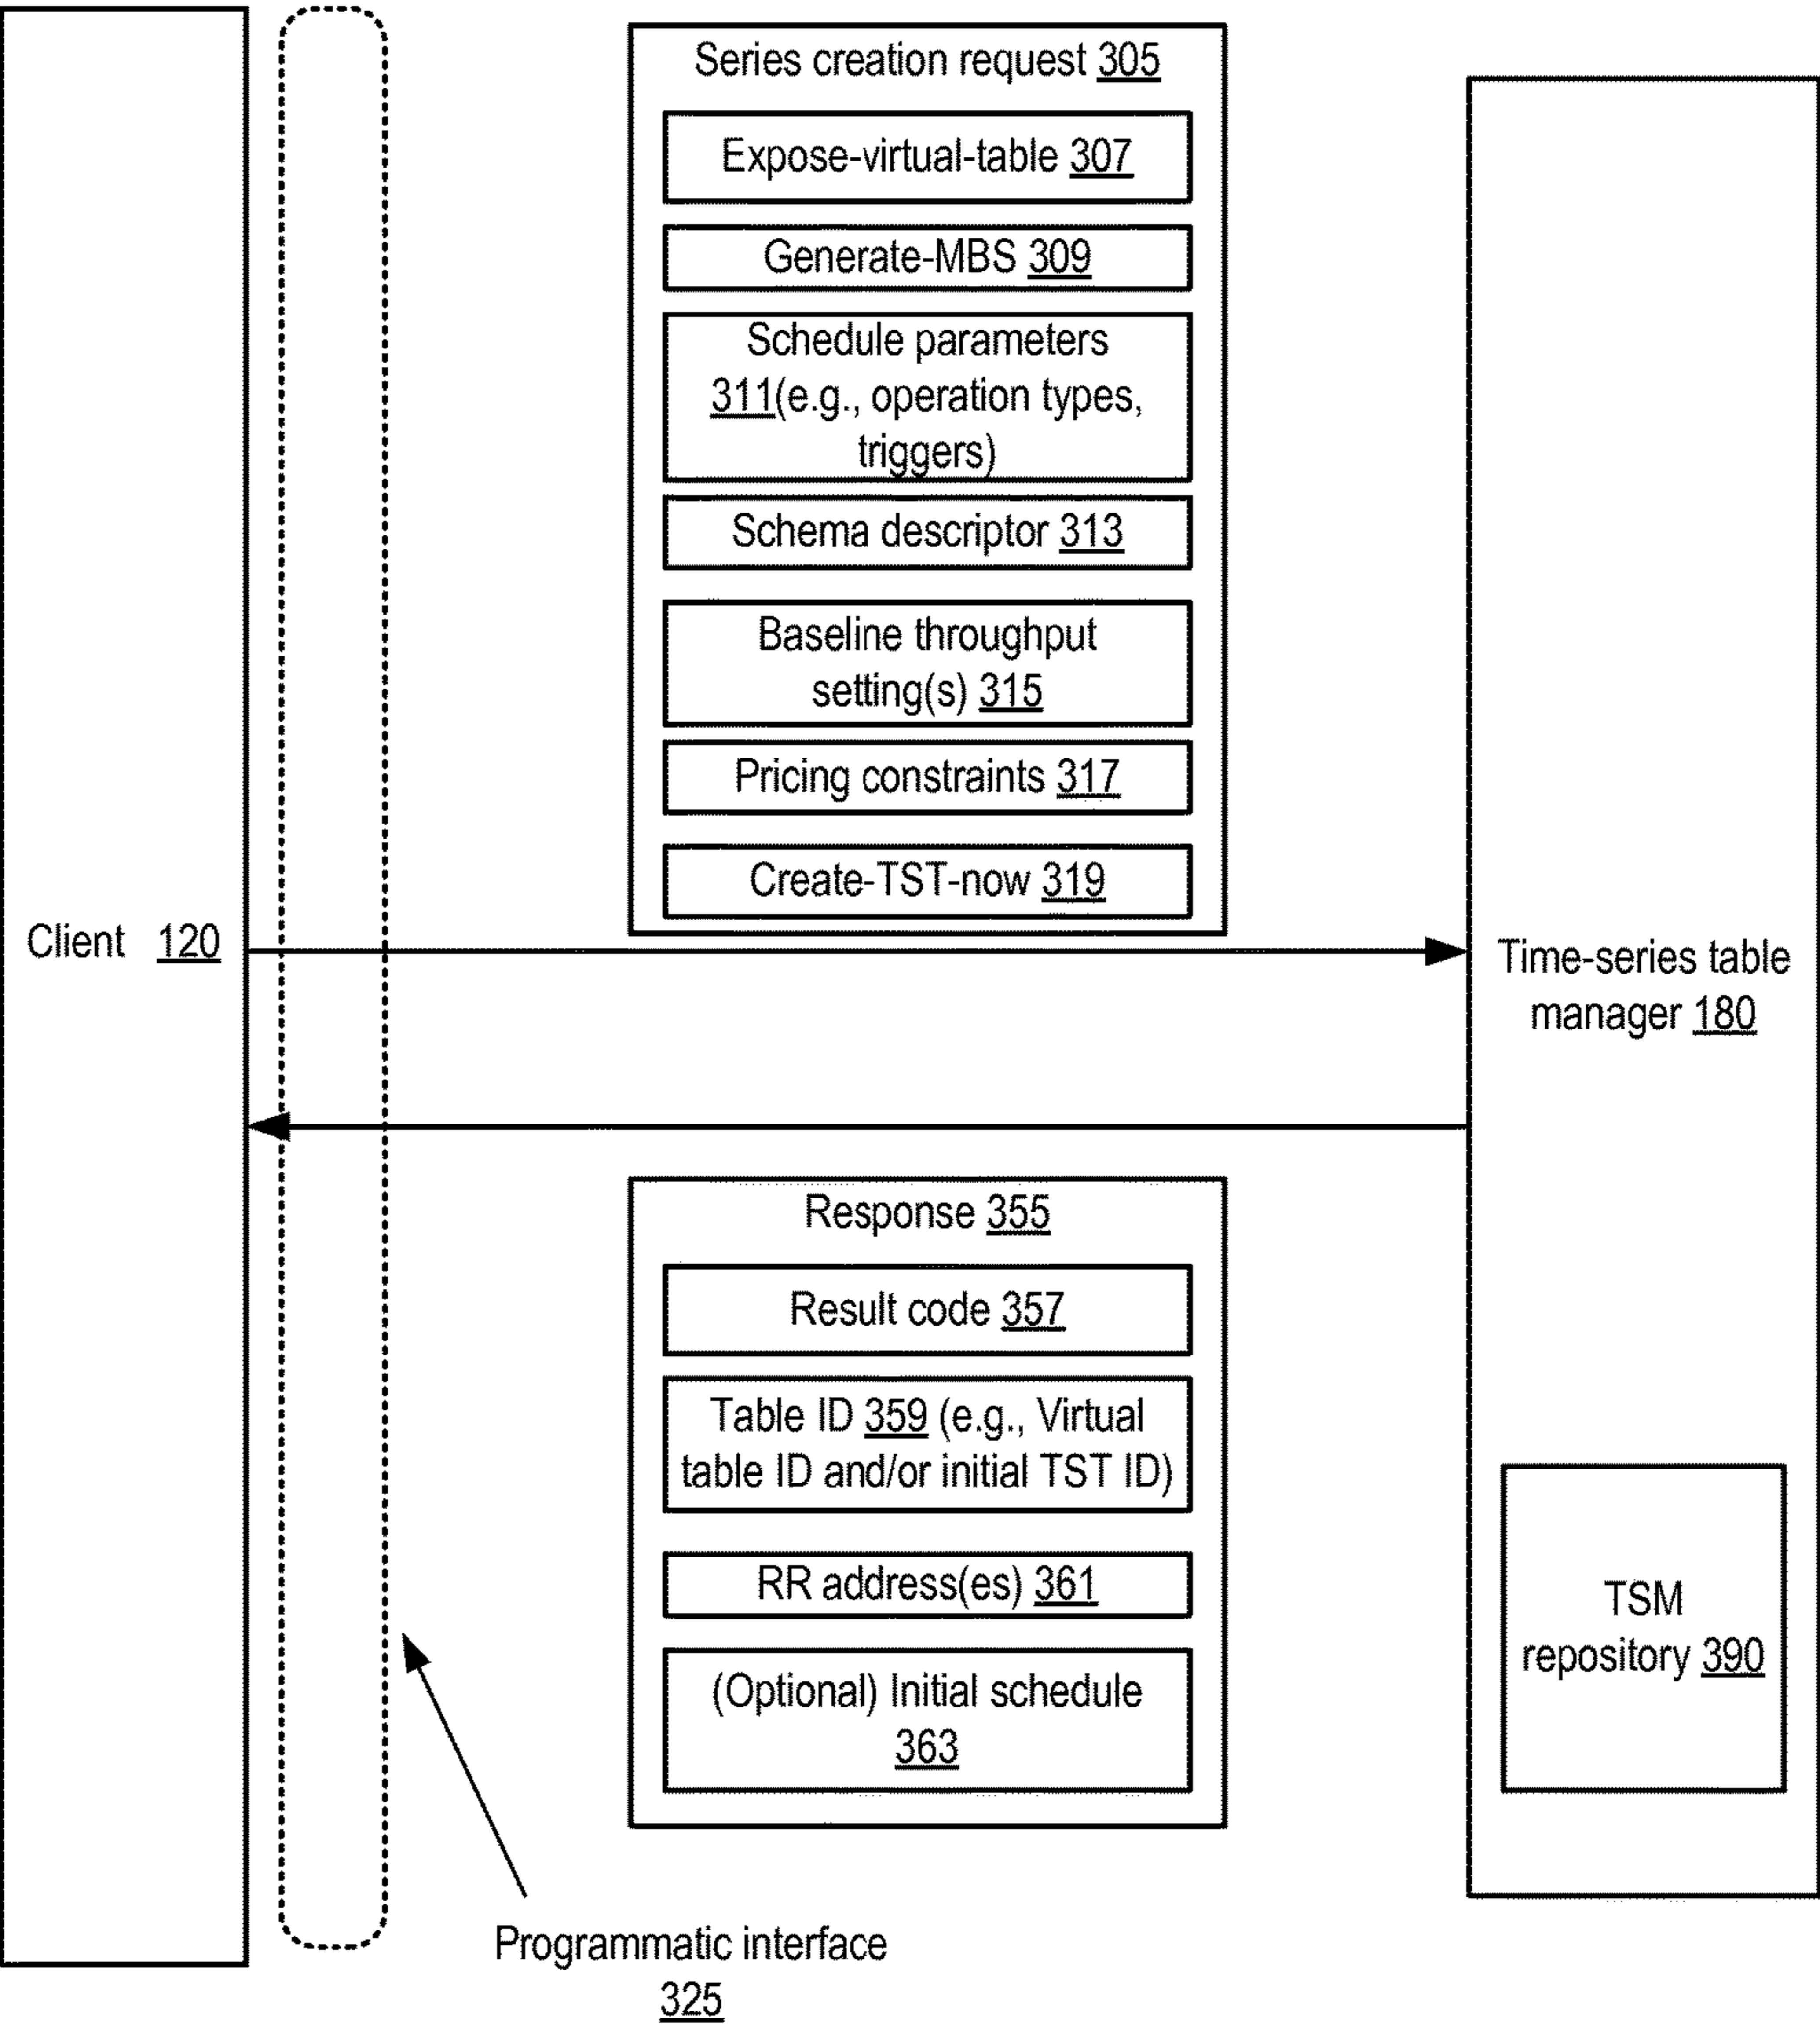 Series creation request 305
Expose-virtual-table 307
Generate-MBS 309
Schedule parameters
311(e.g., operation types,
triggers)
Schema descriptor 313
Baseline throughput
setting(s) 315
Pricing constraints 317
Create-TST-now 319
Client 120
Time-series table
manager 180
Response 355
Result code 357
Table ID 359 (e.g., Virtual
table ID and/or initial TST ID)
RR address(es) 361
(Optional) Initial schedule
363
TSM
repository 390
Programmatic interface
325